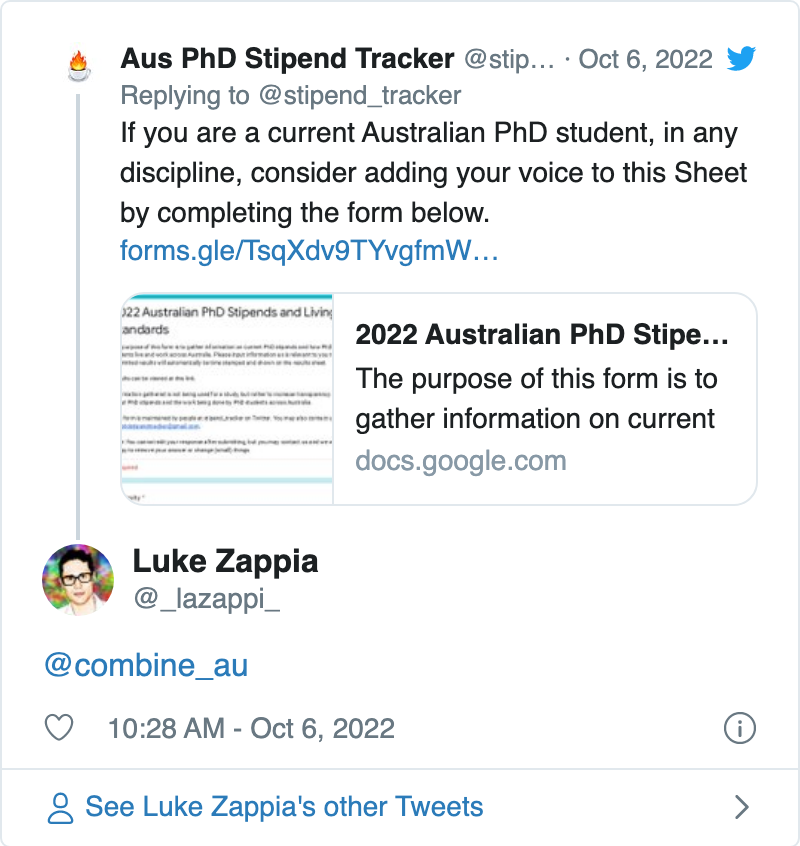 Aus PhD Stipend Tracker @stip... · Oct 6, 2022
Replying to @stipend_tracker
If you are a current Australian PhD student, in any
discipline, consider adding your voice to this Sheet
by completing the form below.
forms.gle/TsqXdv9TYvgfmW...
22 Australian PhD Stipends and Living
andards
2022 Australian PhD Stipe...
The purpose of this form is to
gather information on current
docs.google.com
Luke Zappia
@_lazappi_
@combine_au
10:28 AM - Oct 6, 2022
See Luke Zappia's other Tweets